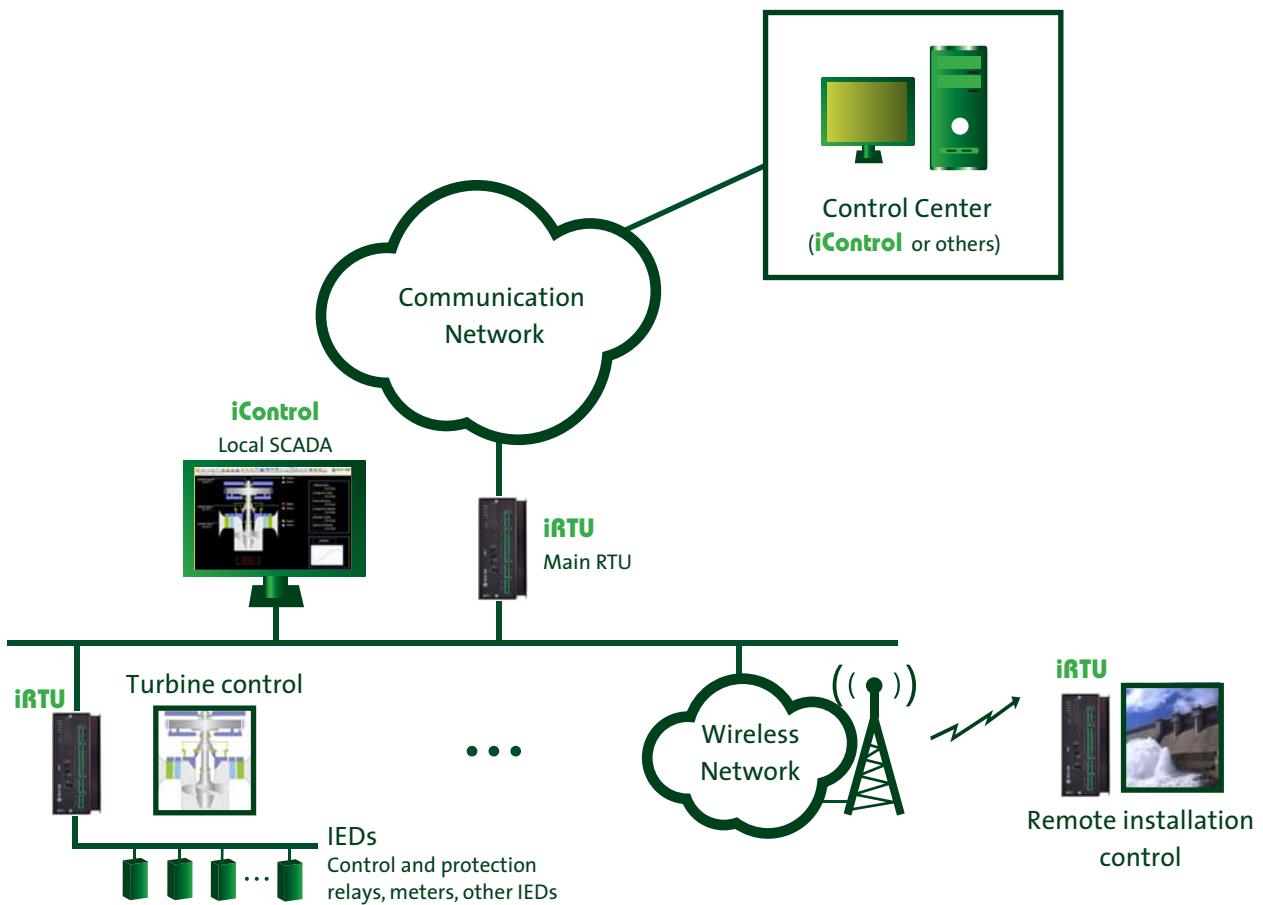 Control Center
(iControl or others)
Communication
Network
iControl
Local SCADA
iRTU
Main RTU
iRTU
Turbine control
...
Wireless
Network
iRTU
Remote installation
control
IEDs
Control and protection
relays, meters, other IEDs
...